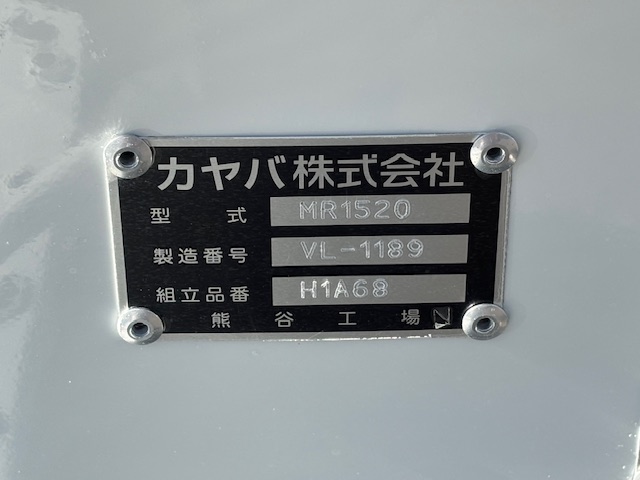 カヤバ株式会社
型式 MR1520
製造番号 VL-1189
組立品番 H1A68
熊谷工場